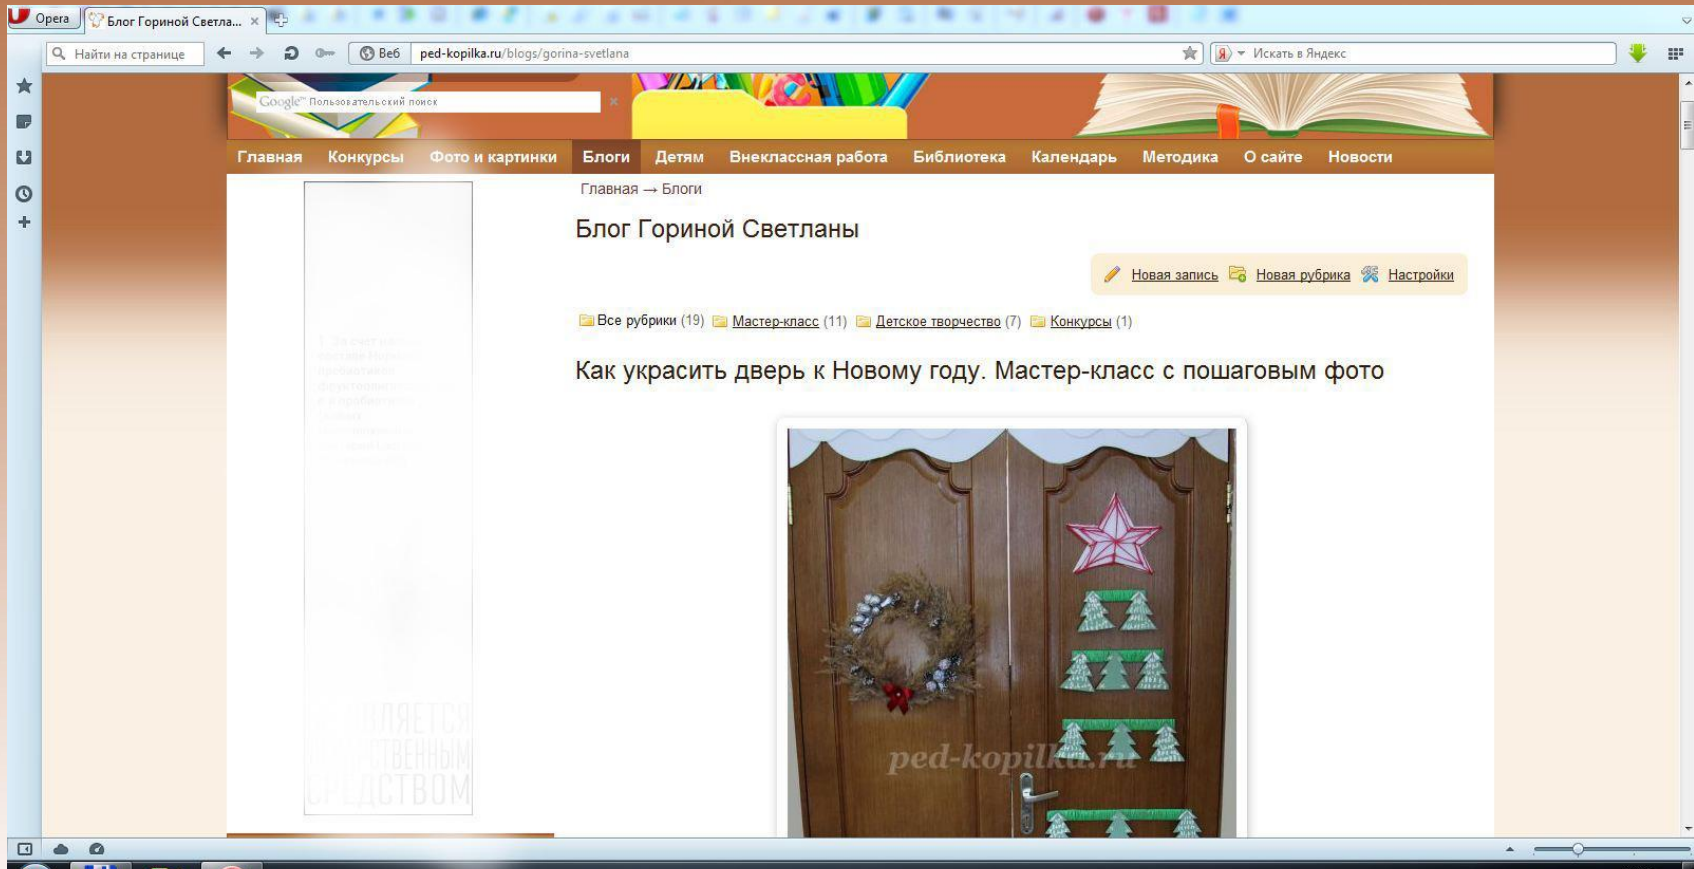 Opera
Блог Гориной Светла...
Найти на странице
Веб
ped-kopilka.ru/blogs/gorina-svetlana
Искать в Яндекс
Google™ Пользовательский поиск
Главная Конкурсы Фото и картинки Блоги Детям Внеклассная работа Библиотека Календарь Методика О сайте Новости
Главная → Блоги
Блог Гориной Светланы
Новая запись Новая рубрика Настройки
Все рубрики (19) Мастер-класс (11) Детское творчество (7) Конкурсы (1)
Как украсить дверь к Новому году. Мастер-класс с пошаговым фото
ped-kopilka.ru
СРЕДСТВОМ